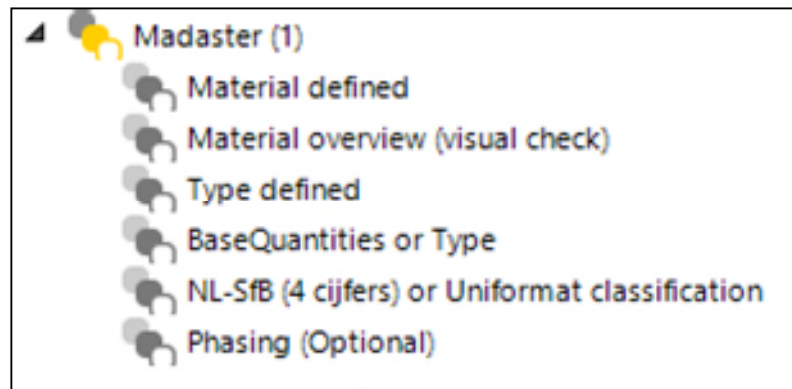 Madaster (1)
Material defined
Material overview (visual check)
Type defined
BaseQuantities or Type
NL-SfB (4 cijfers) or Uniformat classification
Phasing (Optional)